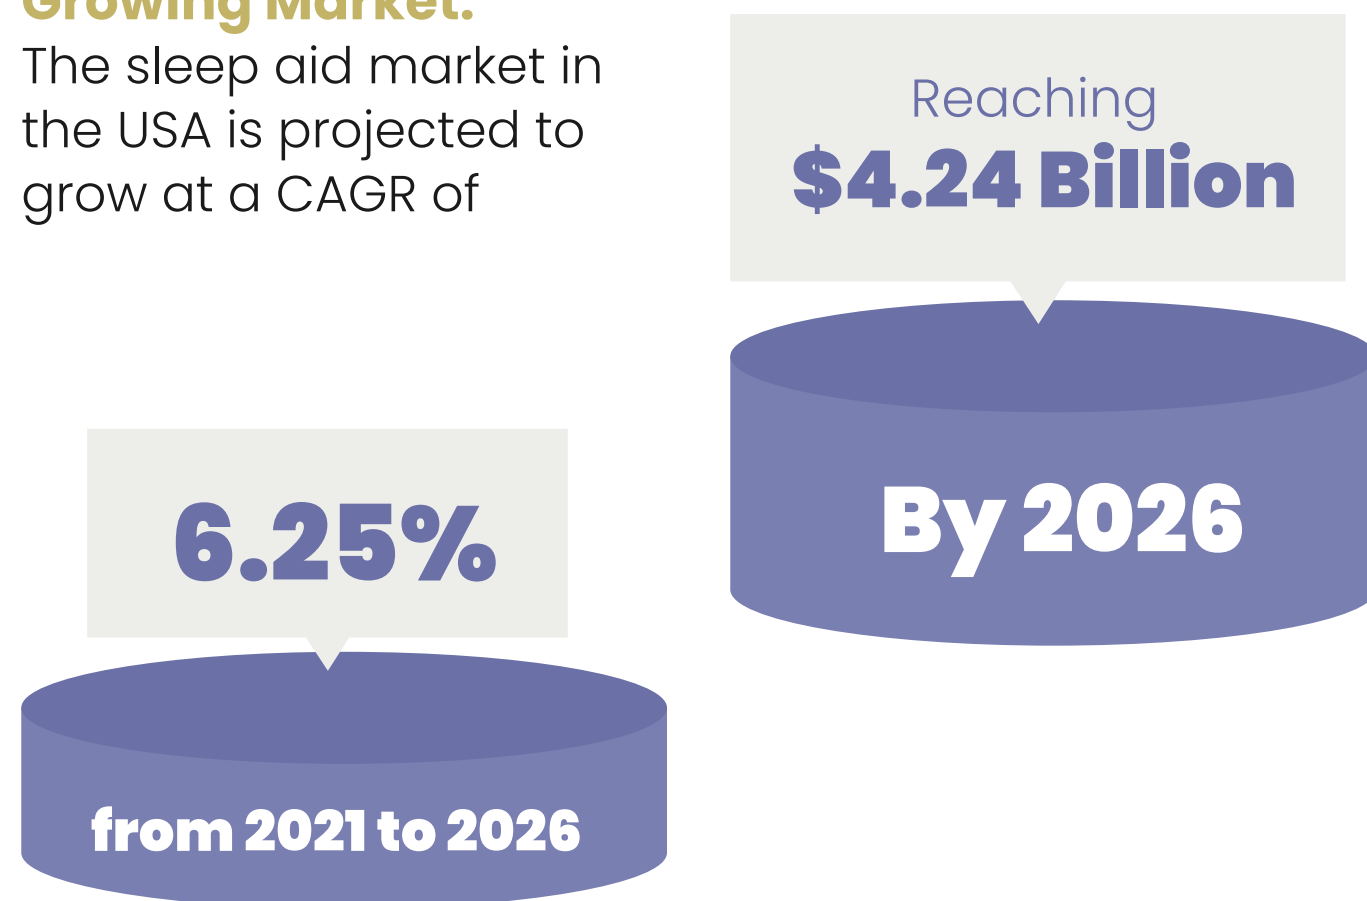 Growing Market.
The sleep aid market in
the USA is projected to
grow at a CAGR of
6.25%
from 2021 to 2026
Reaching
$4.24 Billion
By 2026